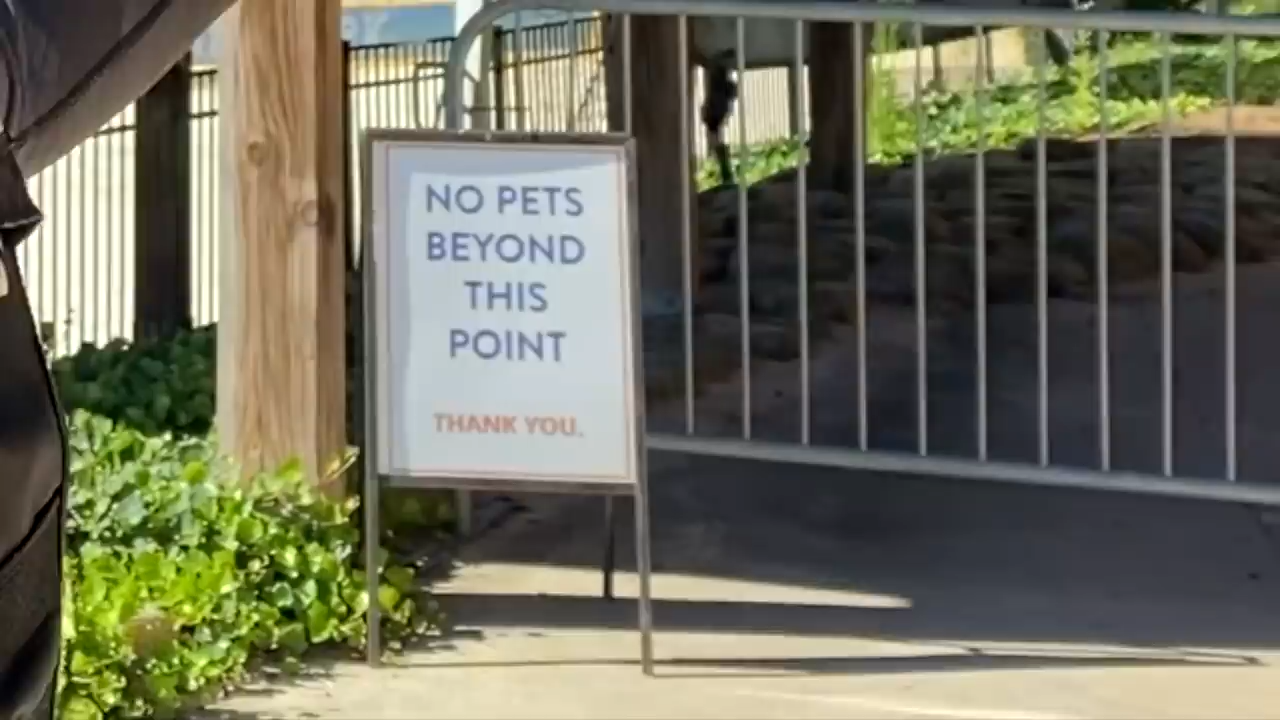 NO PETS
BEYOND
THIS
POINT
THANK YOU.